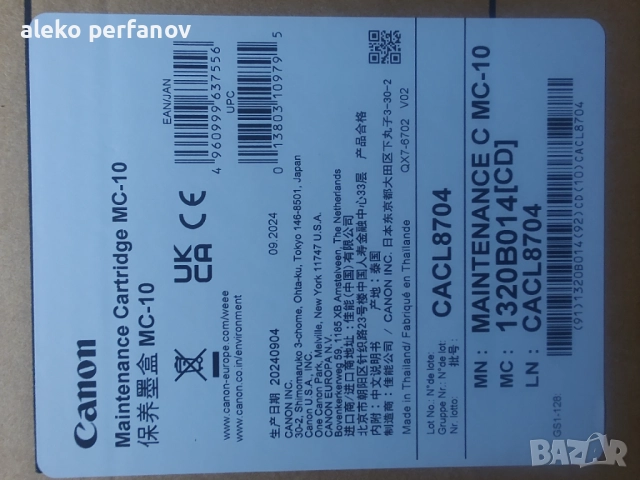 aleko perfanov
Canon
Maintenance Cartridge MC-10
保养墨盒 MC-10
UK
CA CE
EAN/JAN
4 960999 637556
UPC
0 13803 10979 5
www.canon-europe.com/weee
www.canon.co.in/environment
09.2024
生产日期 20240904
CANON INC.
30-2, Shimomaruko 3-chome, Ohta-ku, Tokyo 146-8501, Japan
Canon U.S.A., INC.
One Canon Park, Melville, New York 11747 U.S.A.
CANON EUROPA N.V.
Bovenkerkerweg 59, 1185 XB Amstelveen, The Netherlands
进口商/进口商地址：佳能(中国)有限公司
北京市朝阳区针织路23号楼中国人寿金融中心33层 产品合格
内附：中文说明书 产地：泰国
制造商：佳能公司/ CANON INC. 日本东京都大田区下丸子3-30-2
Made in Thailand/ Fabriqué en Thaïlande QX7-6702 V02
Lot No.: N°de lote:
Gruppe Nr.: N°de lot:
Nr. lotto: 批号:
CACL8704
MN : MAINTENANCE C MC-10
MC : 1320B014[CD]
LN : CACL8704
(91)1320B014(92)CD(10)CACL8704
GS1-128
bazar